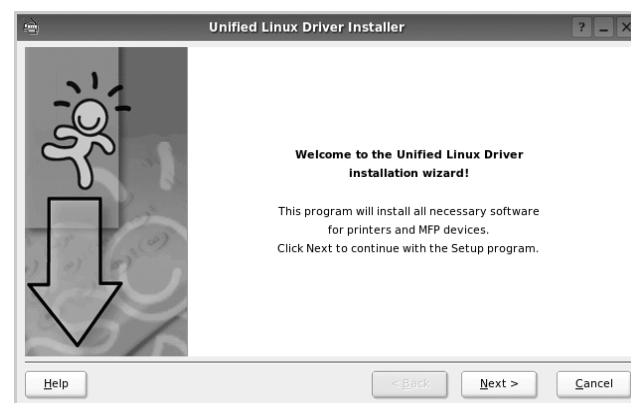 Unified Linux Driver Installer
Welcome to the Unified Linux Driver
installation wizard!
This program will install all necessary software
for printers and MFP devices.
Click Next to continue with the Setup program.
Help
< Back
Next >
Cancel